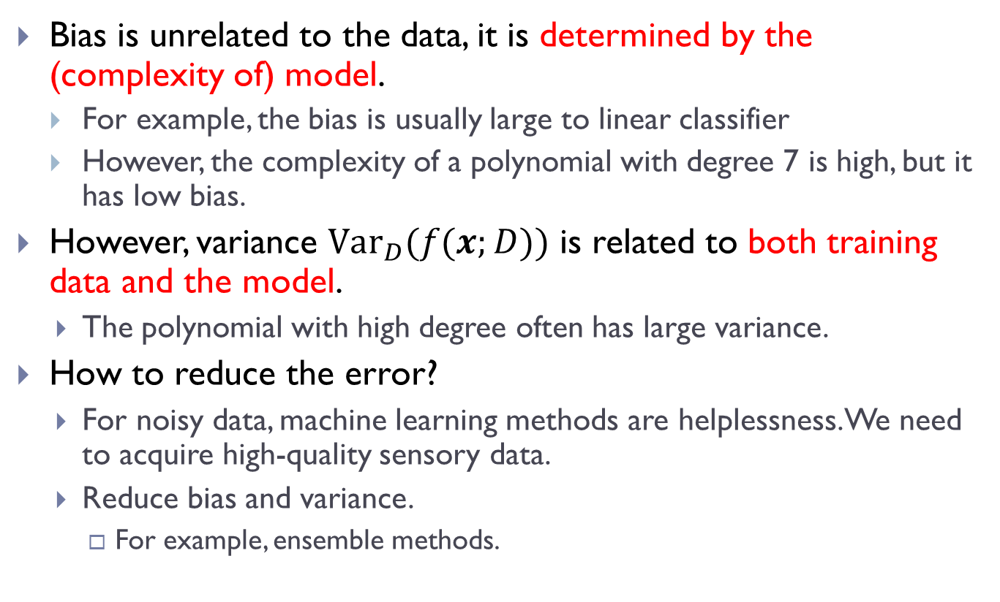 Bias is unrelated to the data, it is determined by the
(complexity of) model.
For example, the bias is usually large to linear classifier
However, the complexity of a polynomial with degree 7 is high, but it
has low bias.
However, variance Var_D(f(x; D)) is related to both training
data and the model.
The polynomial with high degree often has large variance.
How to reduce the error?
For noisy data, machine learning methods are helplessness. We need
to acquire high-quality sensory data.
Reduce bias and variance.
For example, ensemble methods.